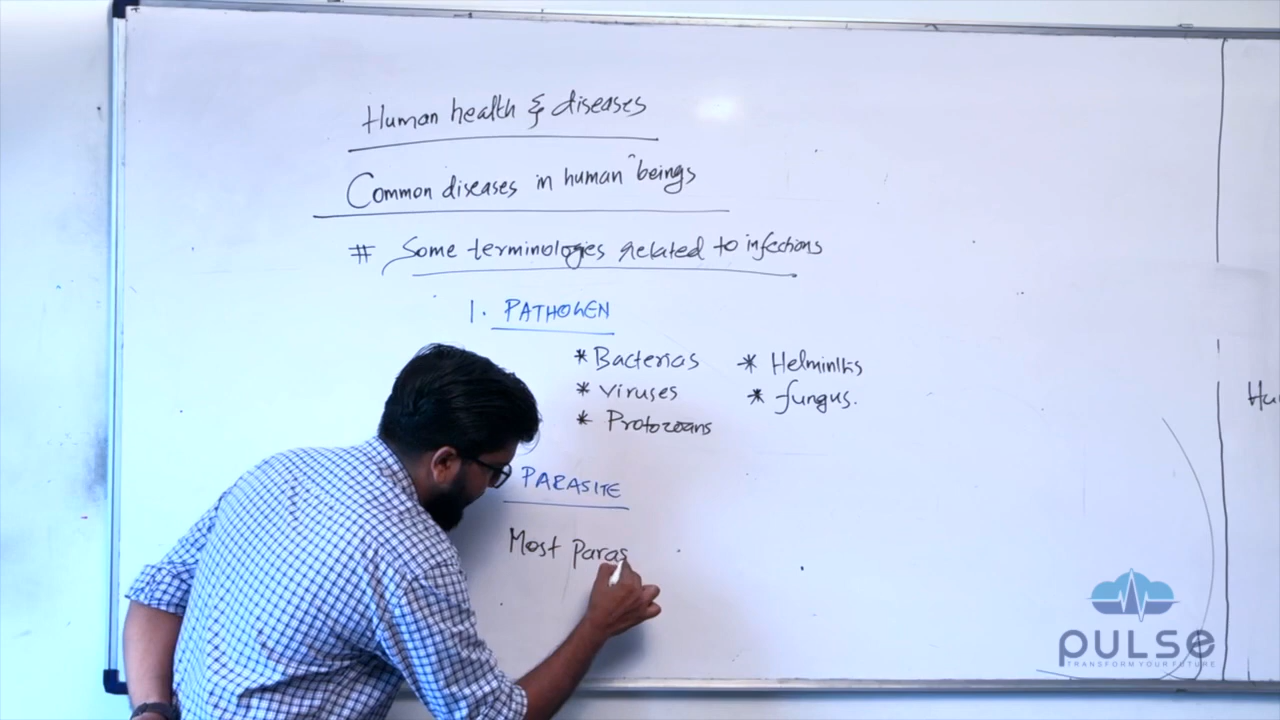 Human health & diseases
Common diseases in human beings
# Some terminologies related to infections
1. PATHOGEN
* Bacterias
* Viruses
* Protozoans
* Helminths
* fungus.
PARASITE
Most Paras
Hu
PULSE
TRANSFORM YOUR FUTURE